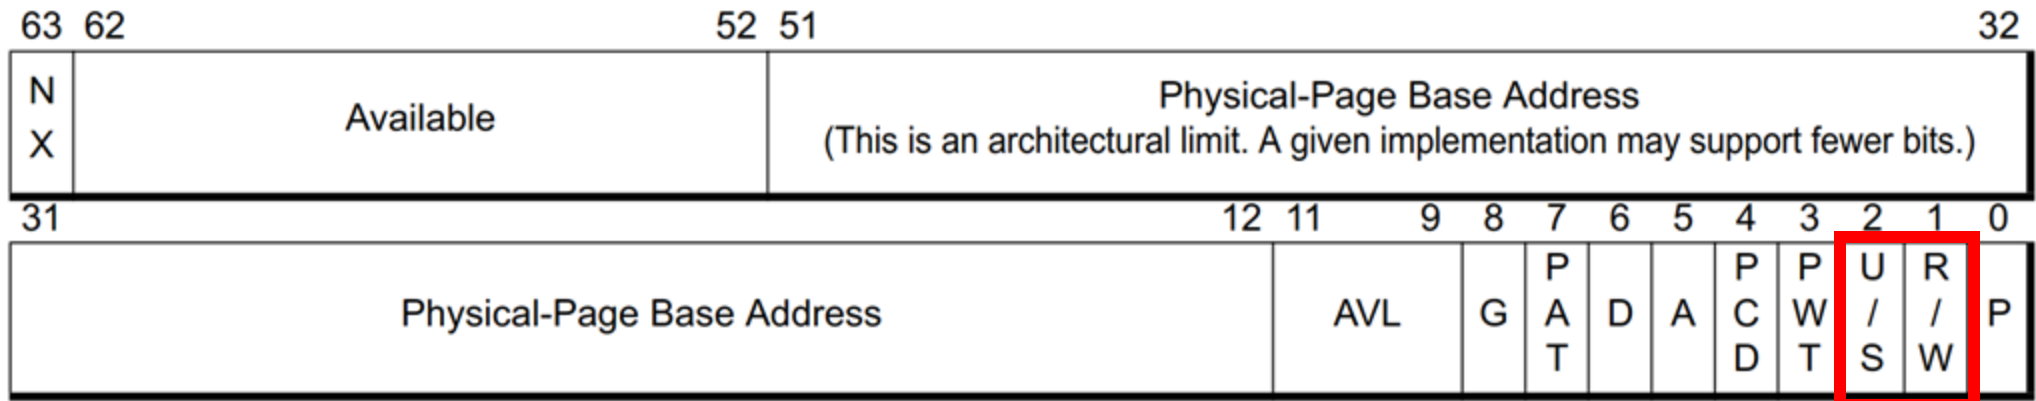 63 62 52 51 32
N
X
Available
Physical-Page Base Address
(This is an architectural limit. A given implementation may support fewer bits.)
31 12 11 9 8 7 6 5 4 3 2 1 0
Physical-Page Base Address
AVL
G
P
A
T
D
A
P
C
D
P
W
T
U
/
S
R
/
W
P